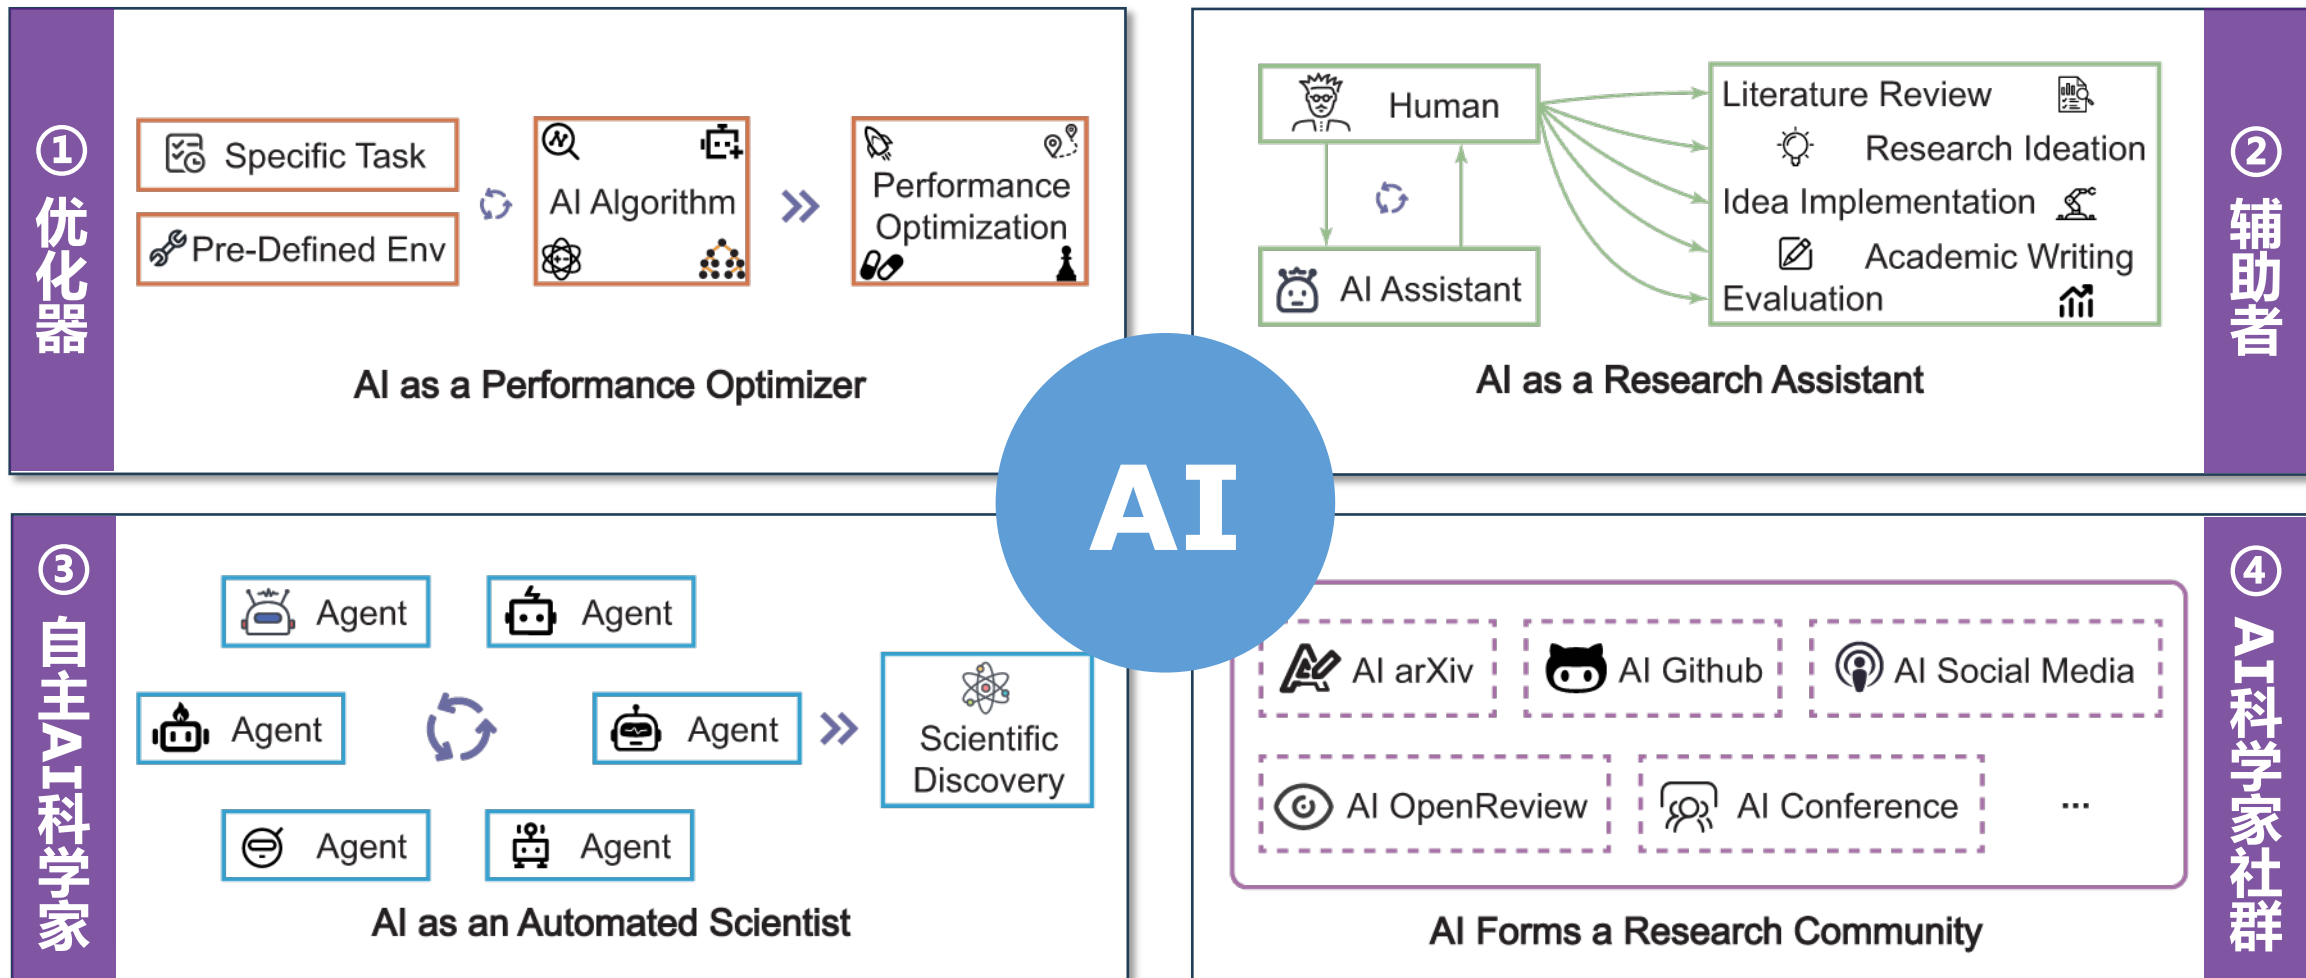 ① 优化器
Specific Task
Pre-Defined Env
AI Algorithm
Performance
Optimization
AI as a Performance Optimizer
Human
AI Assistant
Literature Review
Research Ideation
Idea Implementation
Academic Writing
Evaluation
AI as a Research Assistant
② 辅助者
AI
③ 自主AI科学家
Agent
Agent
Agent
Agent
Agent
Agent
Scientific
Discovery
AI as an Automated Scientist
AI arXiv
AI Github
AI Social Media
AI OpenReview
AI Conference
...
AI Forms a Research Community
④ AI科学家社群